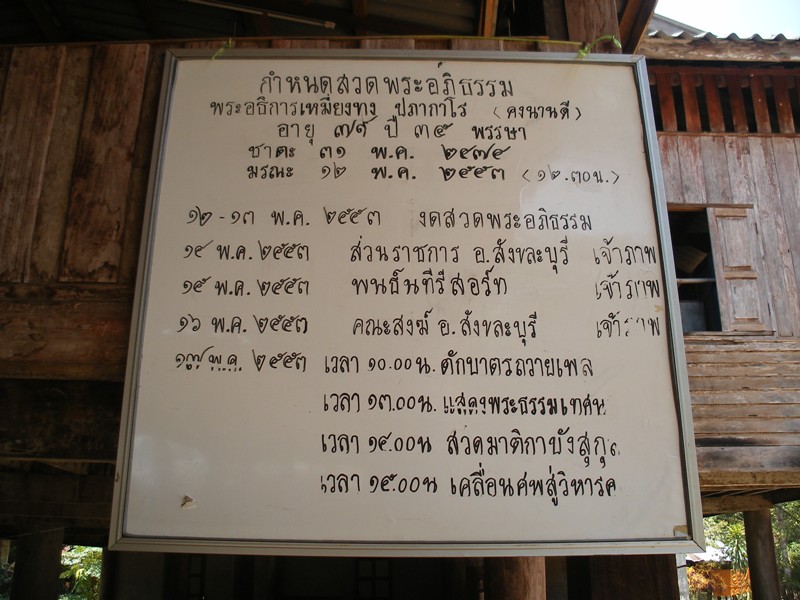 กำหนดสวดพระอภิธรรม
พระอธิการเหมืยงทง ปภากาโร (คงนานดี)
อายุ ๗๙ ปี ๓๕ พรรษา
ชาตะ ๓๑ พ.ค. ๒๔๗๔
มรณะ ๑๒ พ.ค. ๒๕๕๓ (๑๒.๓๐น.)
๑๒-๑๓ พ.ค. ๒๕๕๓ งดสวดพระอภิธรรม
๑๔ พ.ค. ๒๕๕๓ ส่วนราชการ อ.สังขละบุรี เจ้าภาพ
๑๕ พ.ค. ๒๕๕๓ พนธ์นทีรีสอร์ท เจ้าภาพ
๑๖ พ.ค. ๒๕๕๓ คณะสงฆ์ อ.สังขละบุรี เจ้าภาพ
๑๗ พ.ค. ๒๕๕๓ เวลา ๑๐.๐๐น. ตักบาตรถวายเพล
เวลา ๑๓.๐๐น. แสดงพระธรรมเทศน
เวลา ๑๔.๐๐น สวดมาติกาบังสุกุล
เวลา ๑๕.๐๐น เคลื่อนศพสู่วิหารค